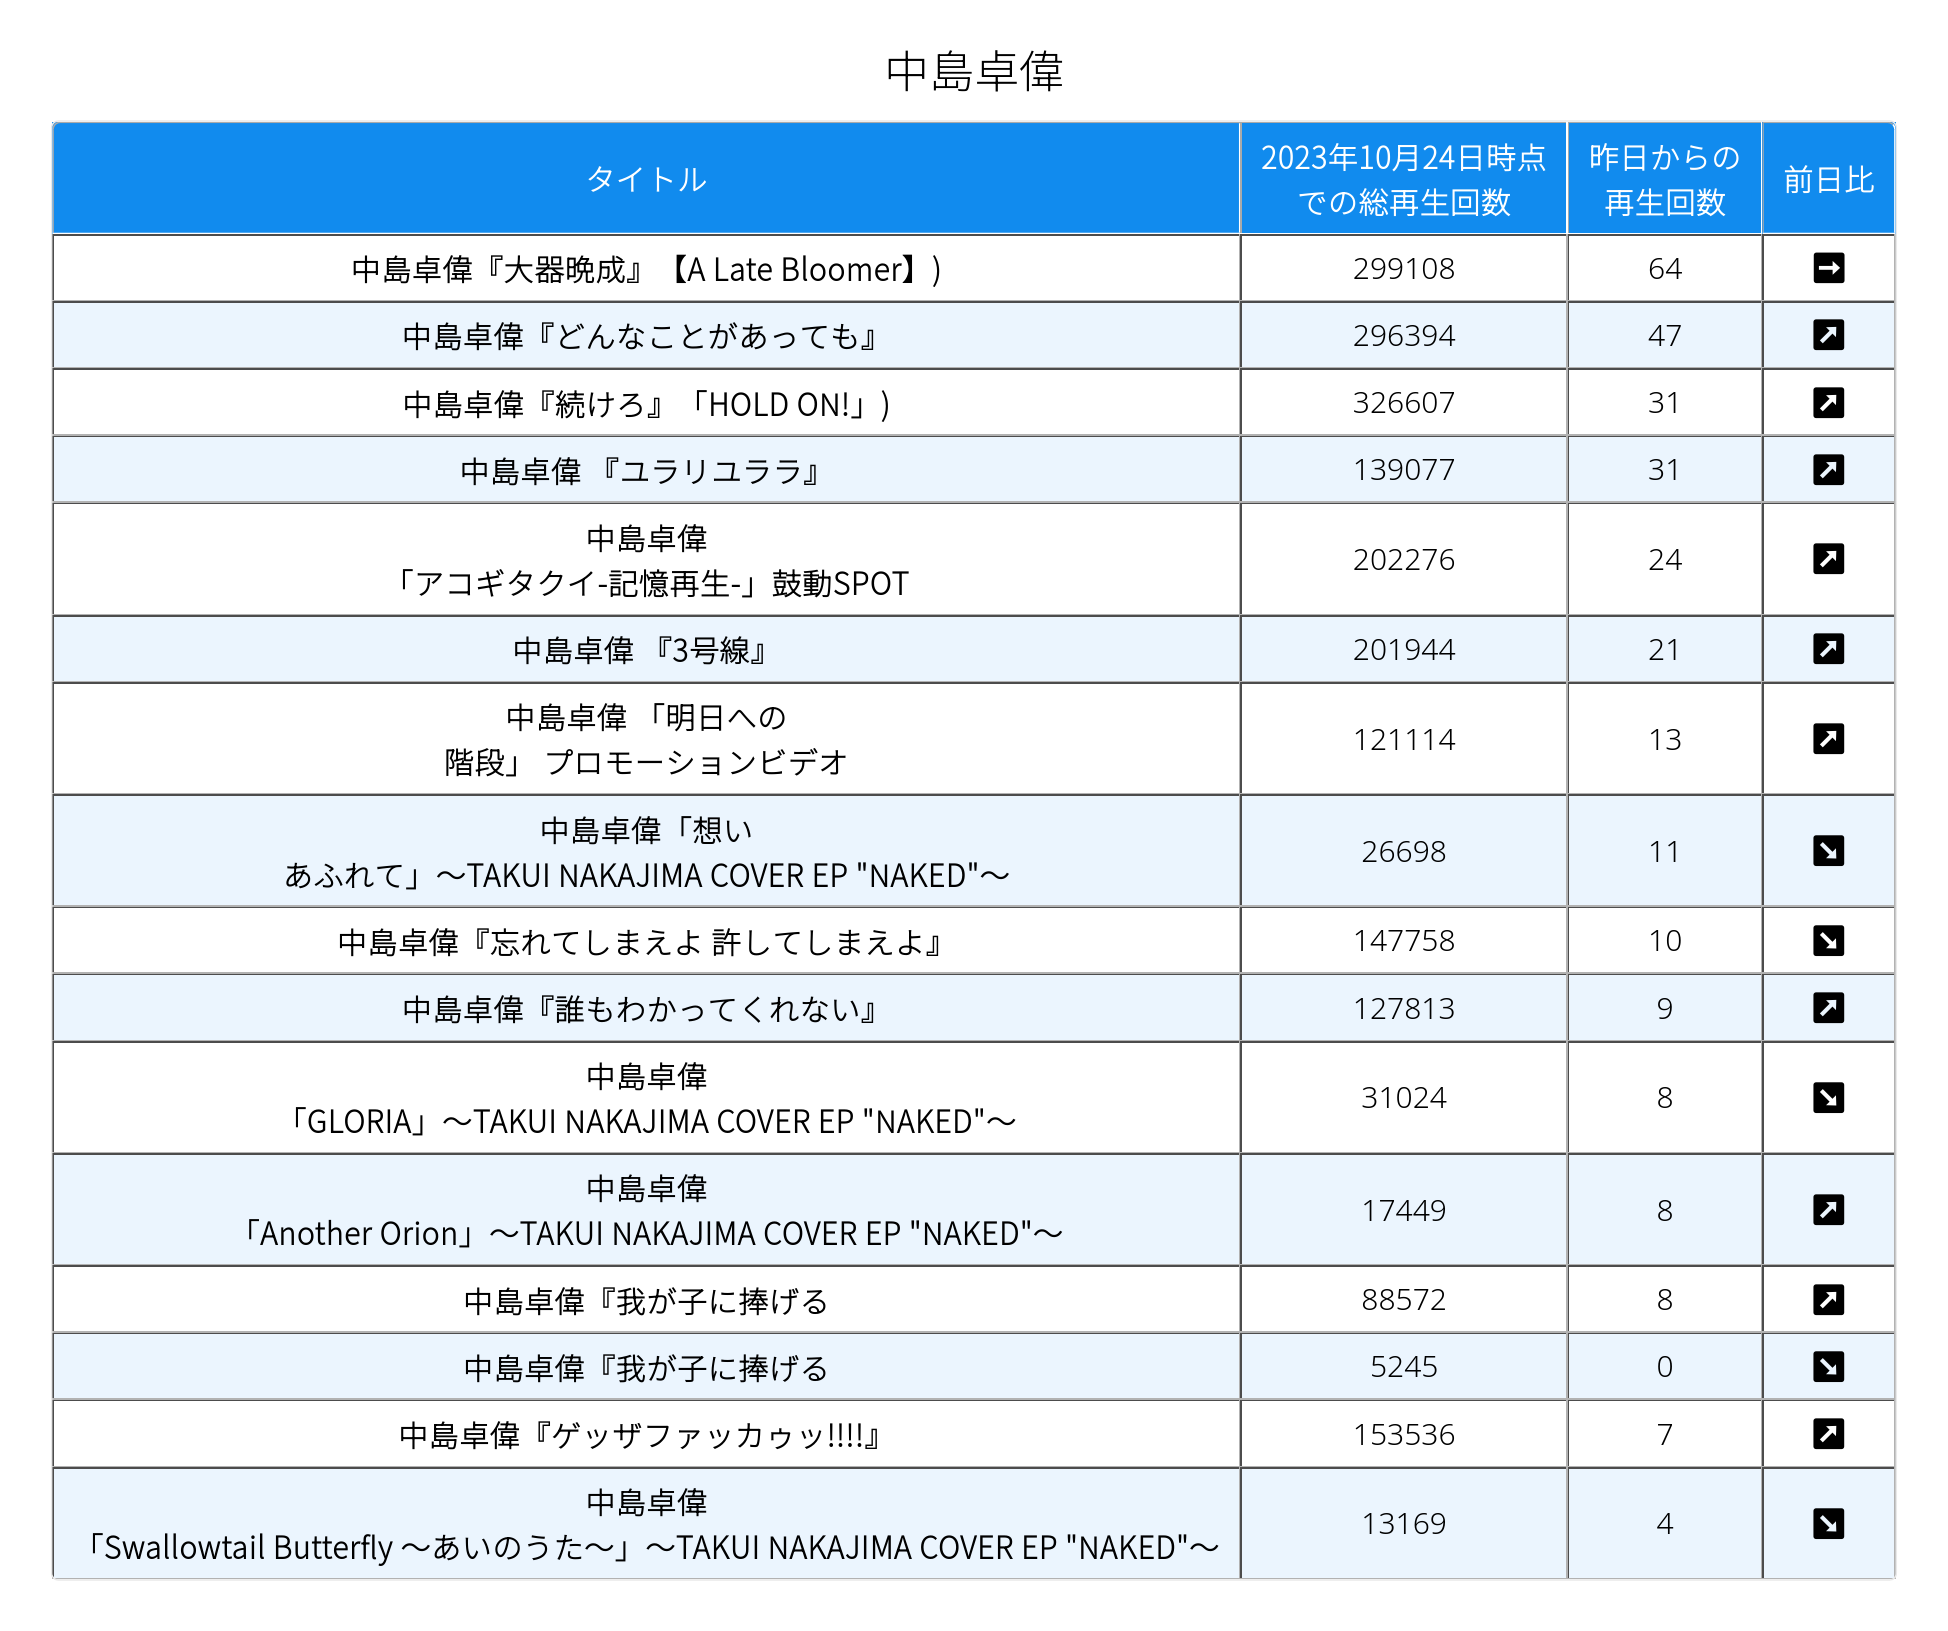 中島卓偉
タイトル
2023年10月24日時点
での総再生回数
昨日からの
再生回数
前日比
中島卓偉『大器晩成』【A Late Bloomer】)
299108
64
中島卓偉『どんなことがあっても』
296394
47
中島卓偉『続けろ』「HOLD ON!」)
326607
31
中島卓偉 『ユラリユララ』
139077
31
中島卓偉
「アコギタクイ-記憶再生-」鼓動SPOT
202276
24
中島卓偉 『3号線』
201944
21
中島卓偉 「明日への
階段」 プロモーションビデオ
121114
13
中島卓偉「想い
あふれて」～TAKUI NAKAJIMA COVER EP "NAKED"～
26698
11
中島卓偉『忘れてしまえよ 許してしまえよ』
147758
10
中島卓偉『誰もわかってくれない』
127813
9
中島卓偉
「GLORIA」～TAKUI NAKAJIMA COVER EP "NAKED"～
31024
8
中島卓偉
「Another Orion」～TAKUI NAKAJIMA COVER EP "NAKED"～
17449
8
中島卓偉『我が子に捧げる
88572
8
中島卓偉『我が子に捧げる
5245
0
中島卓偉『ゲッザファッカゥッ!!!!』
153536
7
中島卓偉
「Swallowtail Butterfly ～あいのうた～」～TAKUI NAKAJIMA COVER EP "NAKED"～
13169
4